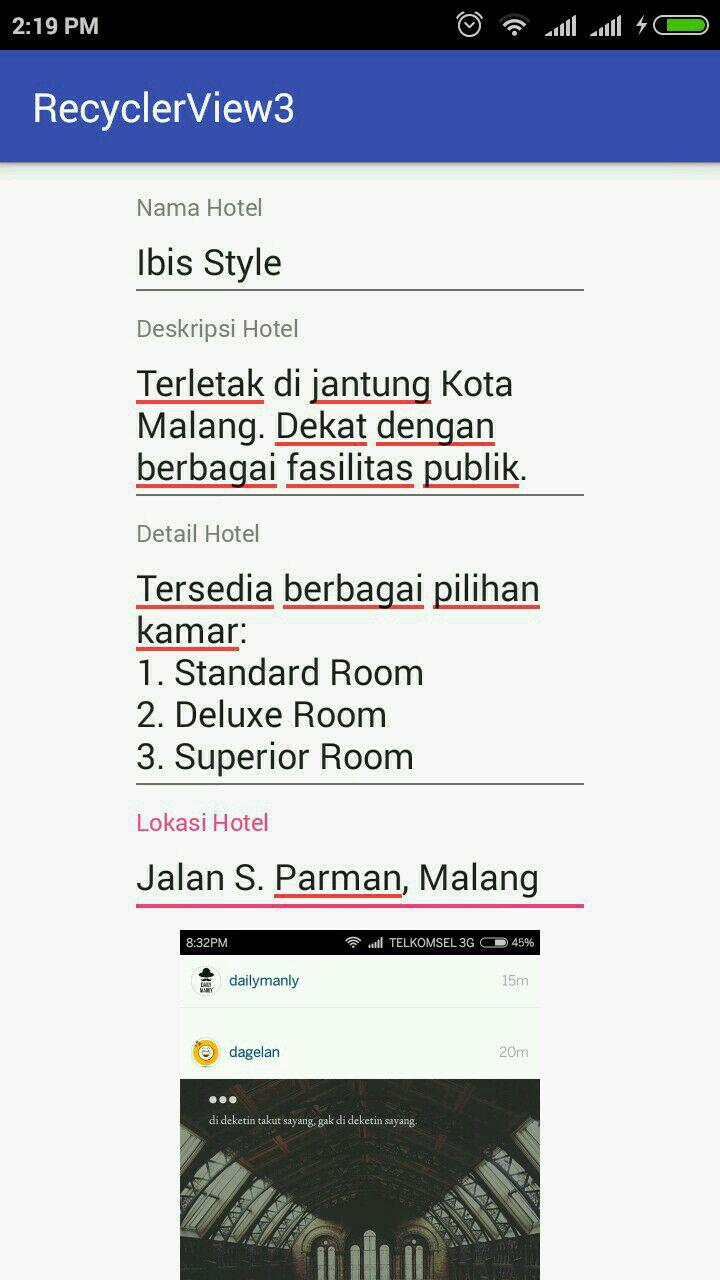 2:19 PM
RecyclerView3
Nama Hotel
Ibis Style
Deskripsi Hotel
Terletak di jantung Kota
Malang. Dekat dengan
berbagai fasilitas publik.
Detail Hotel
Tersedia berbagai pilihan
kamar:
1. Standard Room
2. Deluxe Room
3. Superior Room
Lokasi Hotel
Jalan S. Parman, Malang
8:32PM TELKOMSEL 3G 45%
DAILY
MANLY
dailymanly 15m
dagelan 20m
di deketin takut sayang, gak di deketin sayang.